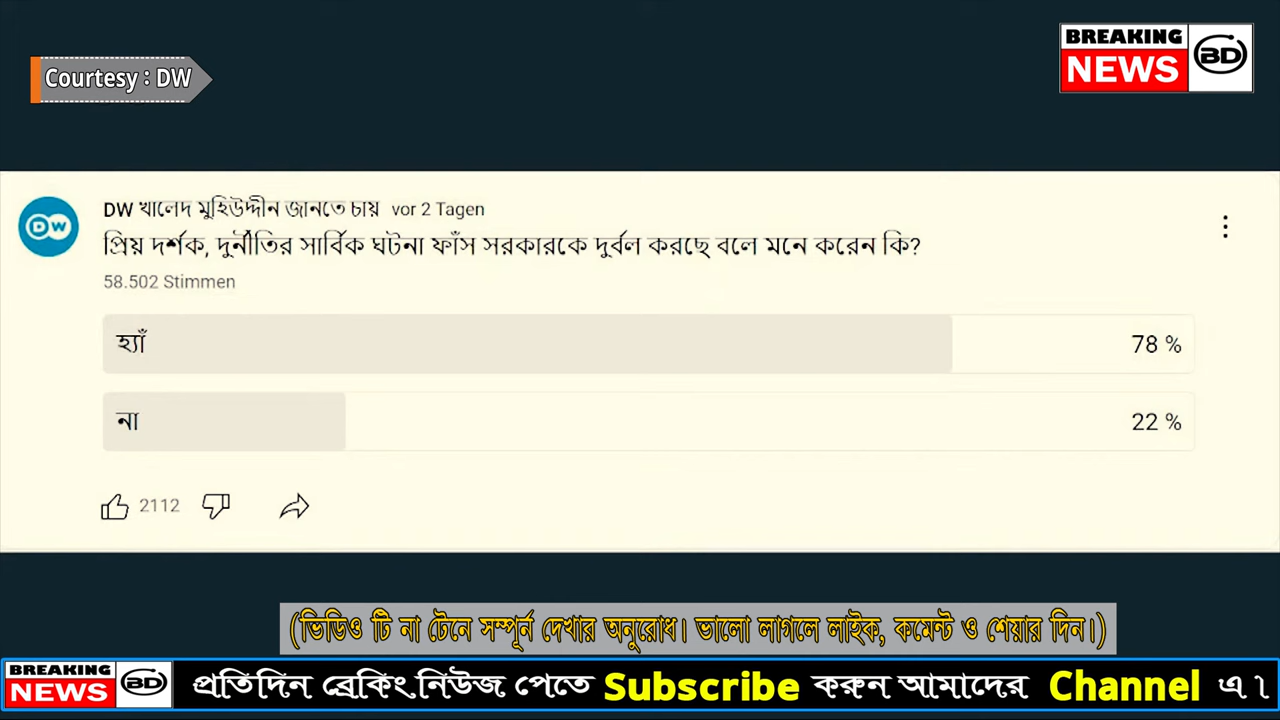 BREAKING
NEWS BD
Courtesy : DW
DW
DW খালেদ মুহিউদ্দীন জানতে চায় vor 2 Tagen
প্রিয় দর্শক, দুর্নীতির সার্বিক ঘটনা ফাঁস সরকারকে দুর্বল করছে বলে মনে করেন কি?
58.502 Stimmen
হ্যাঁ 78 %
না 22 %
2112
(ভিডিও টি না টেনে সম্পূর্ন দেখার অনুরোধ। ভালো লাগলে লাইক, কমেন্ট ও শেয়ার দিন।)
BREAKING
NEWS BD
প্রতিদিন ব্রেকিং নিউজ পেতে Subscribe করুন আমাদের Channel এ।